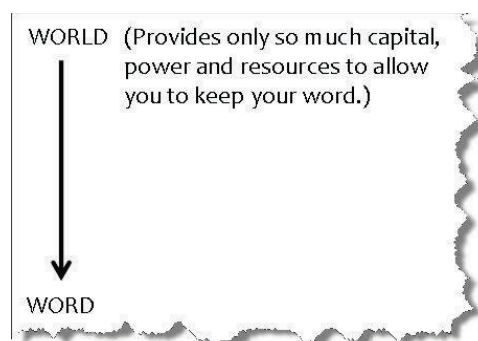 WORLD (Provides only so much capital,
power and resources to allow
you to keep your word.)
WORD